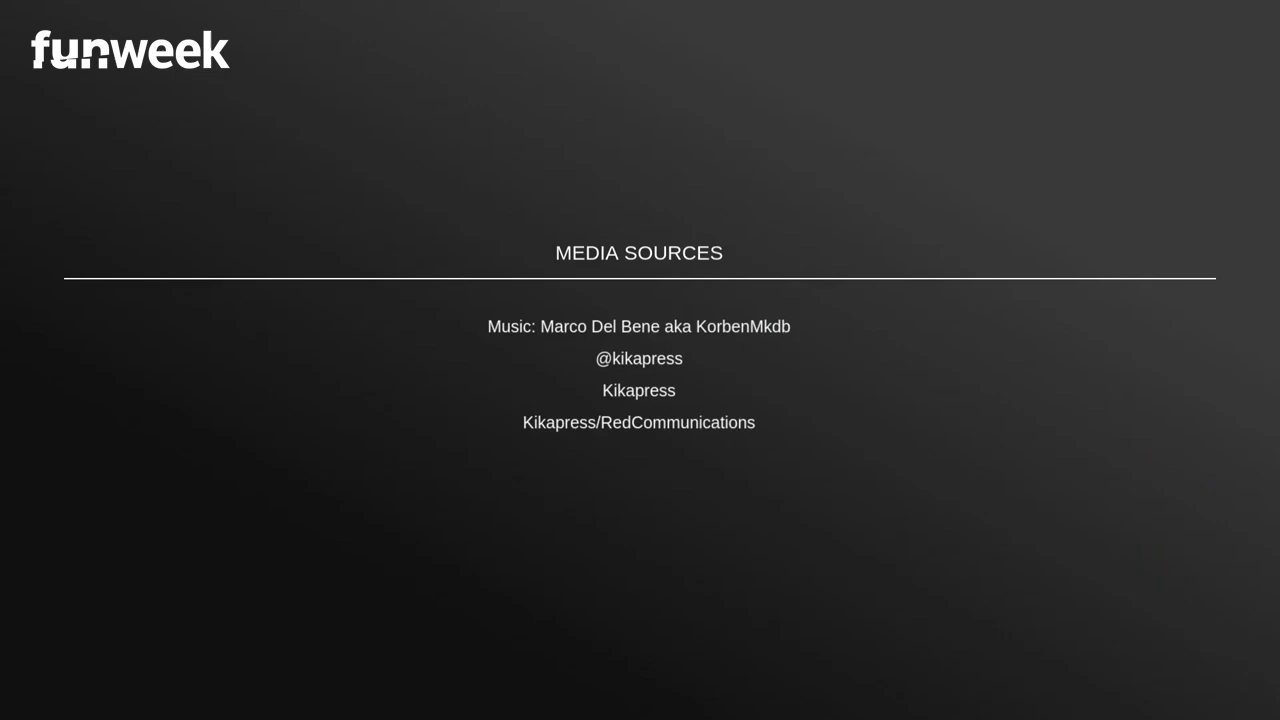 funweek
MEDIA SOURCES
Music: Marco Del Bene aka KorbenMkdb
@kikapress
Kikapress
Kikapress/RedCommunications